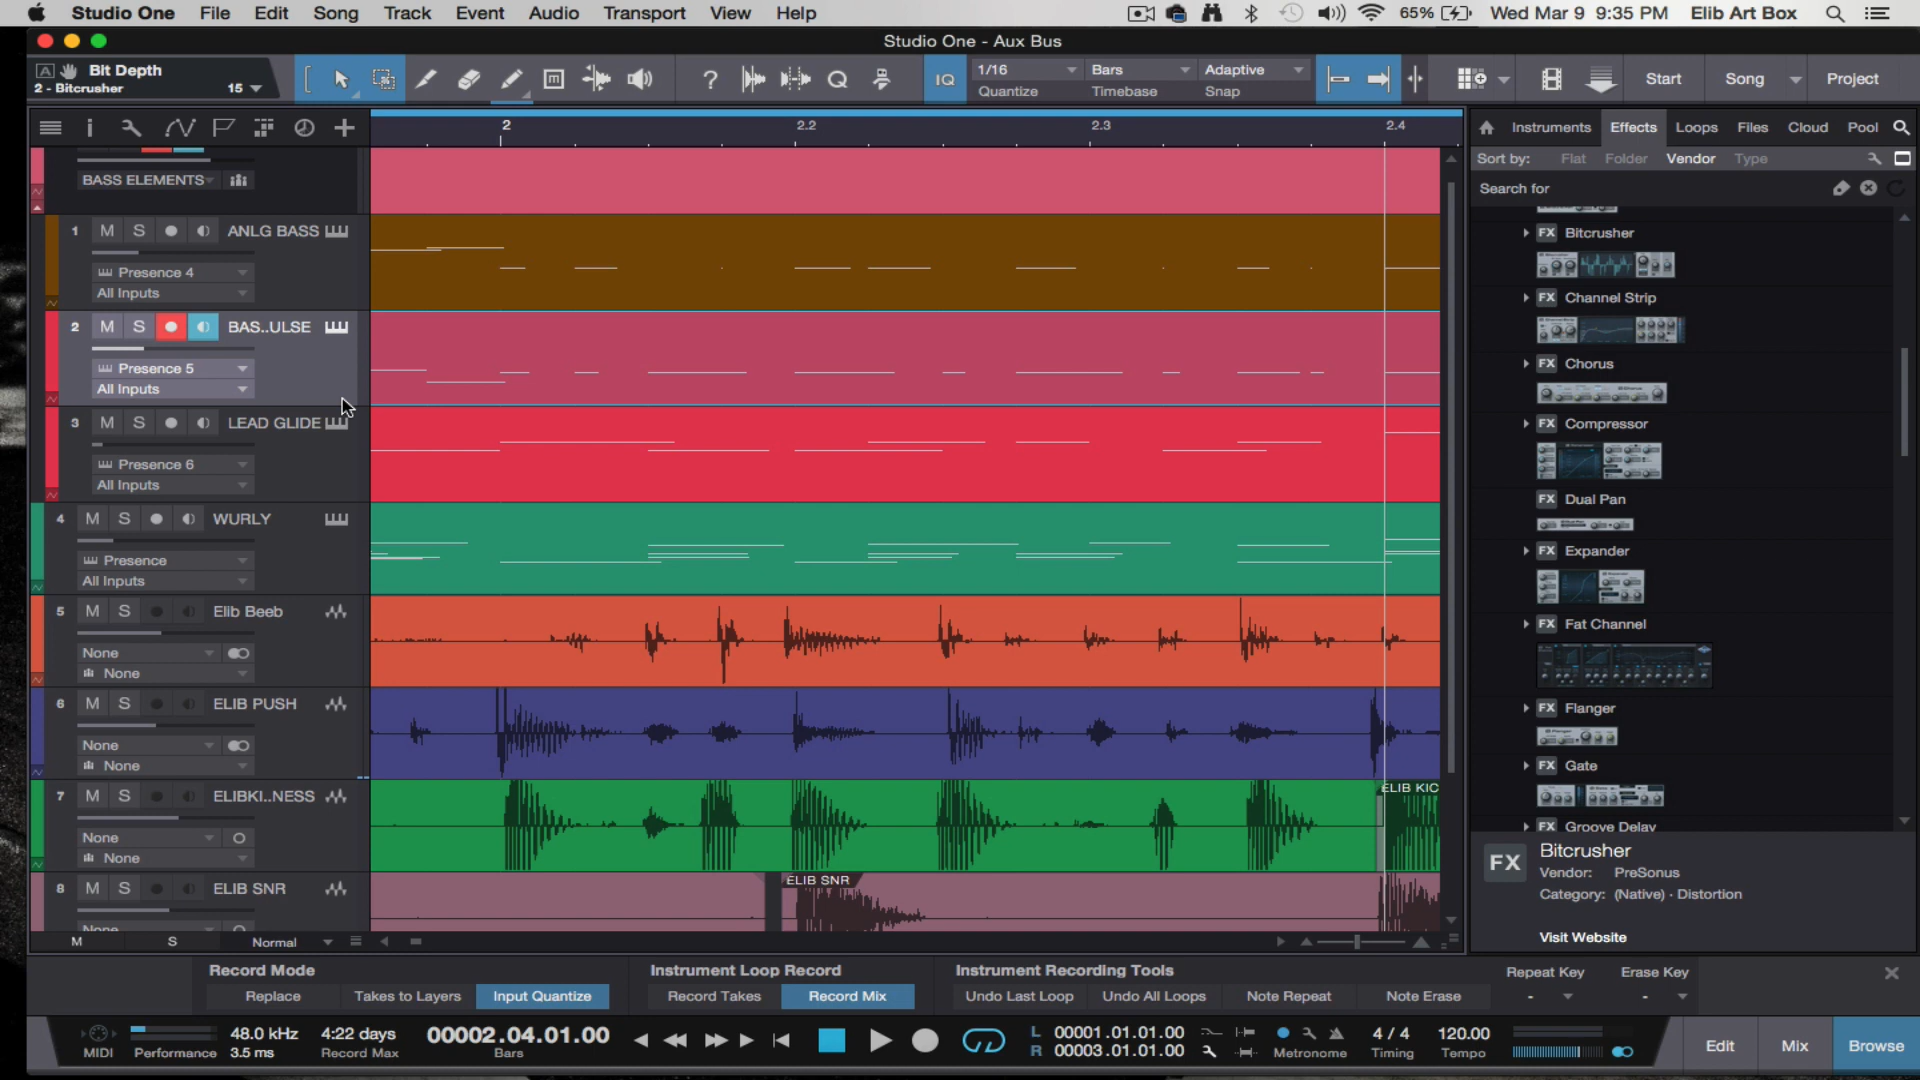 Studio One File Edit Song Track Event Audio Transport View Help 65% Wed Mar 9 9:35 PM Elib Art Box
Studio One - Aux Bus
A Bit Depth
2 - Bitcrusher 15
1/16 Bars Adaptive
Quantize Timebase Snap
IQ
Start Song Project
2 2.2 2.3 2.4
Instruments Effects Loops Files Cloud Pool
Sort by: Flat Folder Vendor Type
Search for
BASS ELEMENTS
1 M S ANLG BASS
Presence 4
All Inputs
2 M S BAS..ULSE
Presence 5
All Inputs
3 M S LEAD GLIDE
Presence 6
All Inputs
4 M S WURLY
Presence
All Inputs
5 M S Elib Beeb
None
None
6 M S ELIB PUSH
None
None
7 M S ELIBKI..NESS
None
None
ELIB KIC
8 M S ELIB SNR
None
ELIB SNR
M S Normal
FX Bitcrusher
FX Channel Strip
FX Chorus
FX Compressor
FX Dual Pan
FX Expander
FX Fat Channel
FX Flanger
FX Gate
FX Groove Delay
FX Bitcrusher
Vendor: PreSonus
Category: (Native) · Distortion
Visit Website
Record Mode Instrument Loop Record Instrument Recording Tools Repeat Key Erase Key
Replace Takes to Layers Input Quantize Record Takes Record Mix Undo Last Loop Undo All Loops Note Repeat Note Erase - -
48.0 kHz 4:22 days 00002.04.01.00 L 00001.01.01.00 4 / 4 120.00
MIDI Performance 3.5 ms Record Max Bars R 00003.01.01.00 Metronome Timing Tempo
Edit Mix Browse